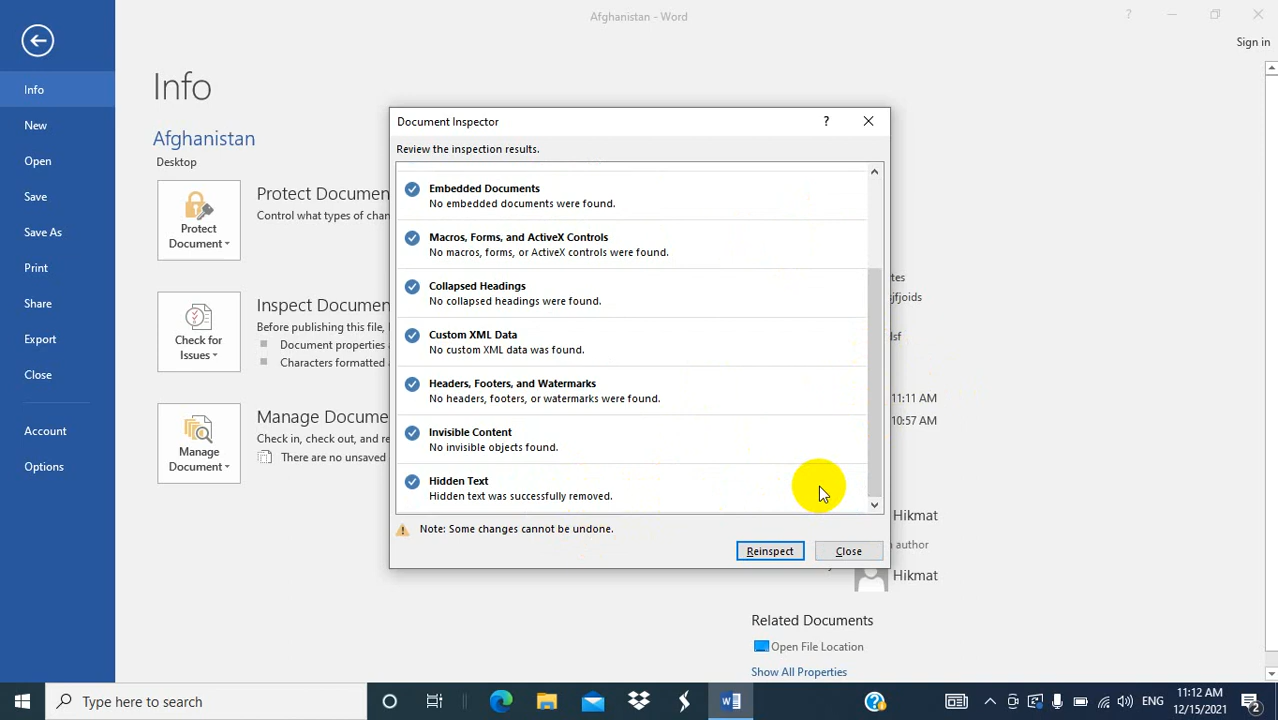 Afghanistan - Word
Sign in
Info
New
Open
Save
Save As
Print
Share
Export
Close
Account
Options
Info
Afghanistan
Desktop
Protect
Document
Protect Documen
Control what types of chan
Check for
Issues
Inspect Documen
Before publishing this file,
Document properties a
Characters formatted a
Manage
Document
Manage Docume
Check in, check out, and re
There are no unsaved
Document Inspector
Review the inspection results.
Embedded Documents
No embedded documents were found.
Macros, Forms, and ActiveX Controls
No macros, forms, or ActiveX controls were found.
Collapsed Headings
No collapsed headings were found.
Custom XML Data
No custom XML data was found.
Headers, Footers, and Watermarks
No headers, footers, or watermarks were found.
Invisible Content
No invisible objects found.
Hidden Text
Hidden text was successfully removed.
Note: Some changes cannot be undone.
Reinspect
Close
utes
sjfjoids
dsf
11:11 AM
10:57 AM
Hikmat
n author
Hikmat
Related Documents
Open File Location
Show All Properties
Type here to search
ENG
11:12 AM
12/15/2021
2